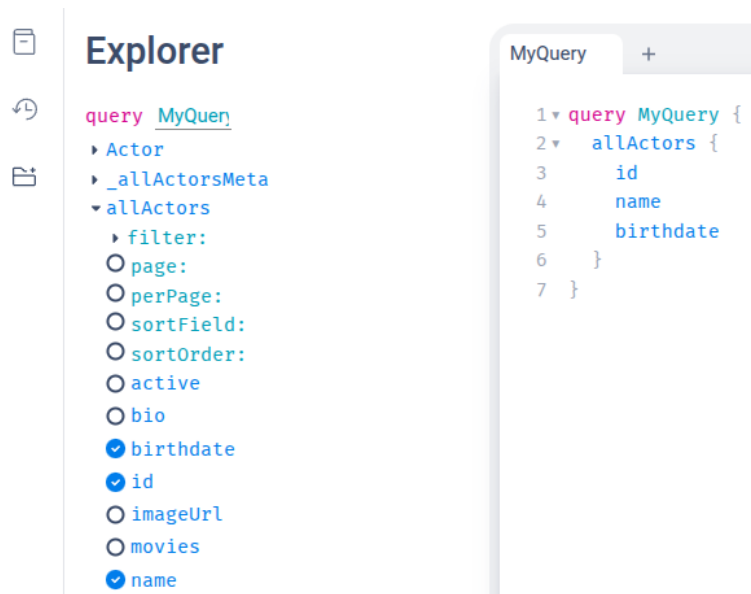 Explorer
query MyQuery
Actor
_allActorsMeta
allActors
filter:
page:
perPage:
sortField:
sortOrder:
active
bio
birthdate
id
imageUrl
movies
name
MyQuery +
1 query MyQuery {
2 allActors {
3 id
4 name
5 birthdate
6 }
7 }